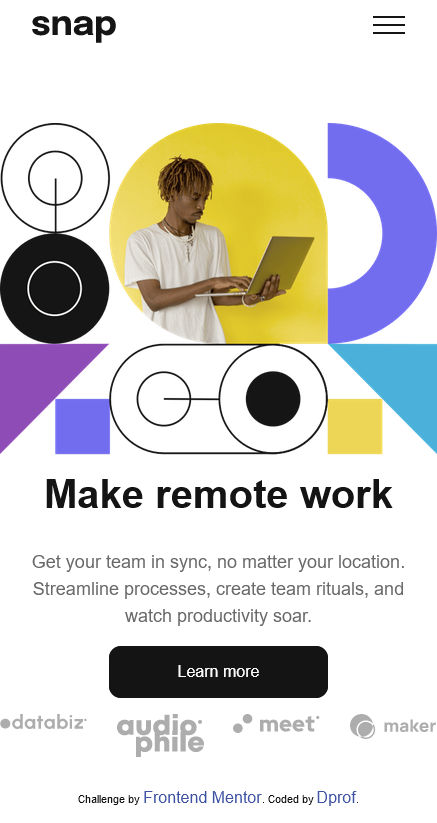 snap
Make remote work
Get your team in sync, no matter your location.
Streamline processes, create team rituals, and
watch productivity soar.
Learn more
databiz audiophile meet maker
Challenge by Frontend Mentor. Coded by Dprof.